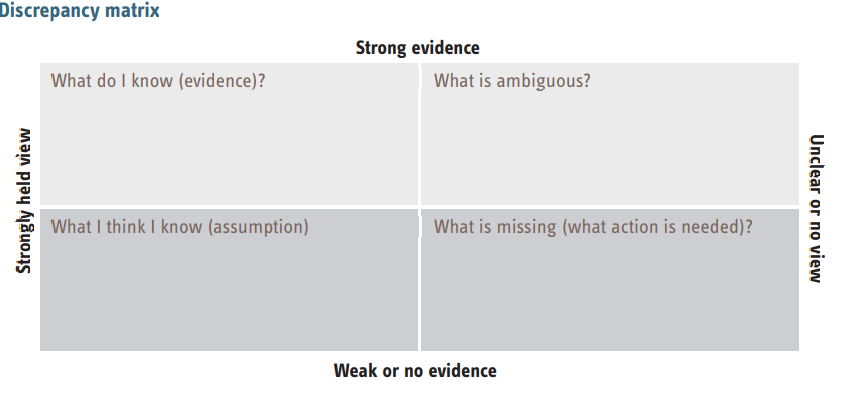 Discrepancy matrix
Strong evidence
What do I know (evidence)?
What is ambiguous?
Strongly held view
Unclear or no view
What I think I know (assumption)
What is missing (what action is needed)?
Weak or no evidence